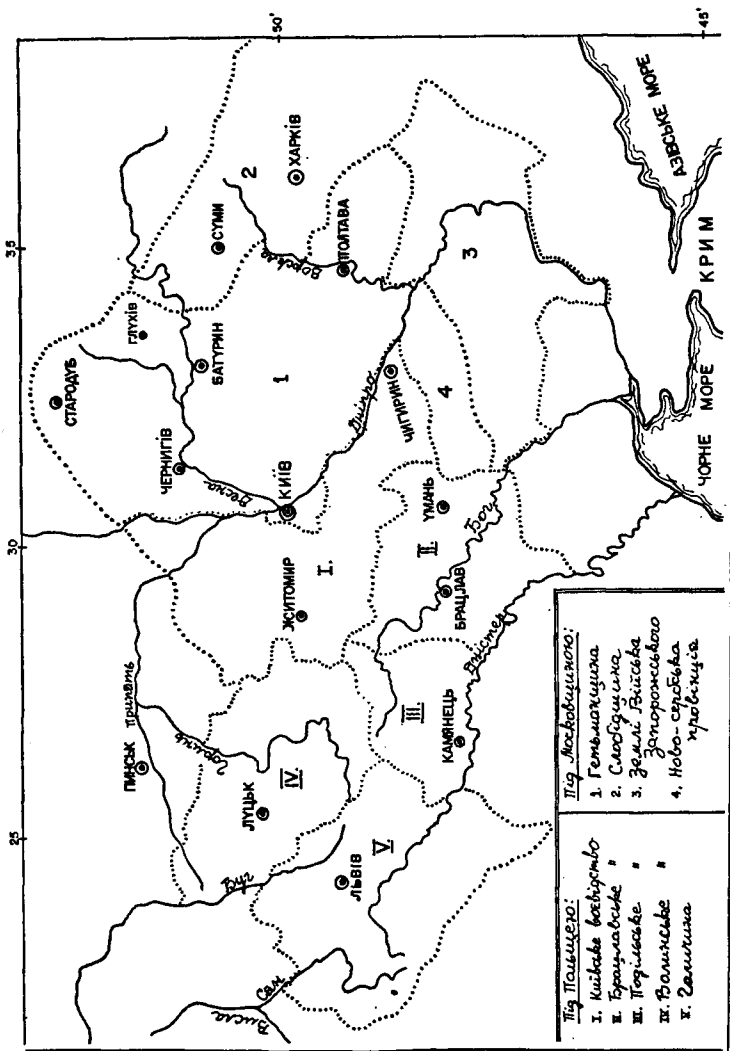 25
30
35
50'
45'
СТАРОДУБ
ГЛУХІВ
ЧЕРНИГІВ
БАТУРИН
СУМИ
2
ХАРКІВ
ПИНСЬК
Припять
Десна
1
Ворскла
ПОЛТАВА
Горинь
КИЇВ
ЖИТОМИР
I.
Дніпро
ЧИГИРИН
3
4
ЛУЦЬК
IV.
Буг
УМАНЬ
II.
Бог
БРАЦЛАВ
III.
КАМЯНЕЦЬ
Дністер
ЛЬВІВ
V.
Сан
Висла
АЗІВСЬКЕ МОРЕ
КРИМ
ЧОРНЕ МОРЕ
Під Польщею:
I. Київське воєвідство
II. Брацлавське "
III. Подільське "
IV. Волинське "
V. Галичина
Під Московщиною:
1. Гетьманщина
2. Слобідщина
3. Землі Війська
запорожського
4. Ново-сербська
провінція